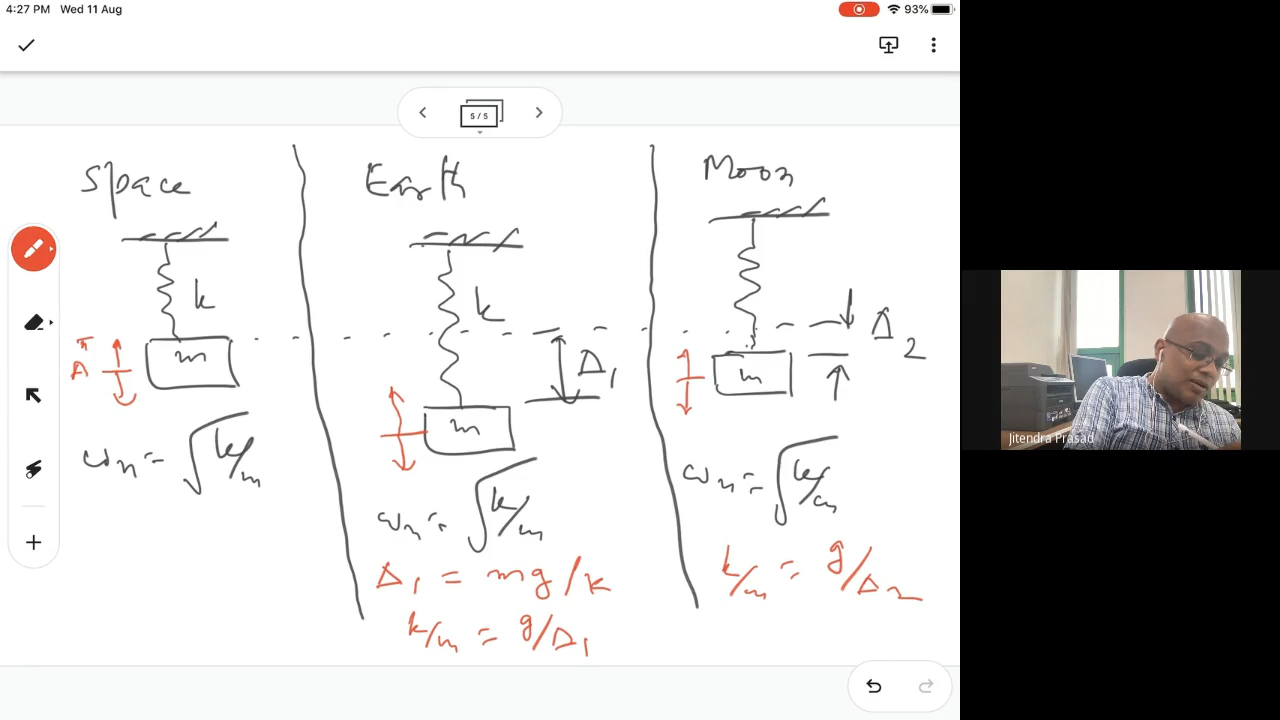 4:27 PM Wed 11 Aug
93%
5 / 5
Space
Earth
Moon
k
k
Δ₂
m
A
Δ₁
m
m
Jitendra Prasad
ωn = √k/m
ωn = √k/m
ωn = √k/m
Δ₁ = mg/k
k/m = g/Δ₂
k/m = g/Δ₁